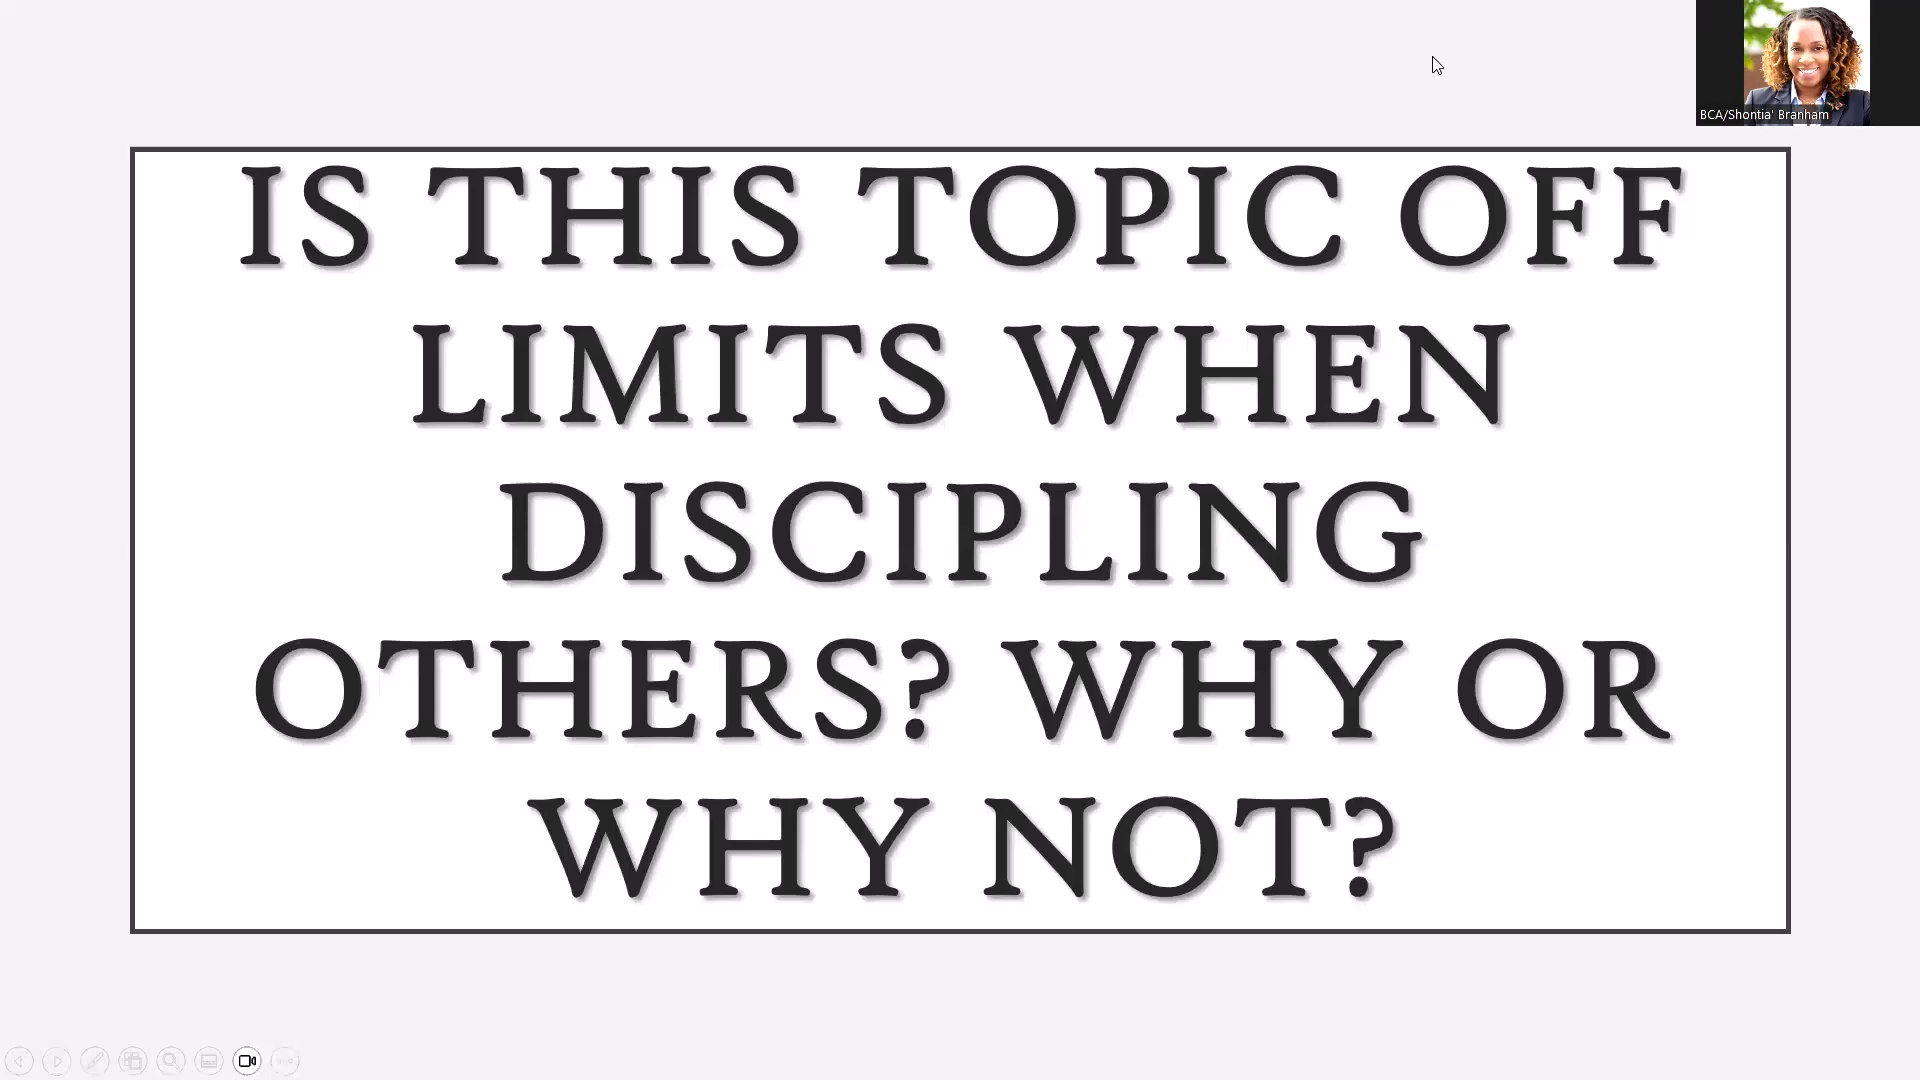 BCA/Shontia' Branham
IS THIS TOPIC OFF
LIMITS WHEN
DISCIPLING
OTHERS? WHY OR
WHY NOT?